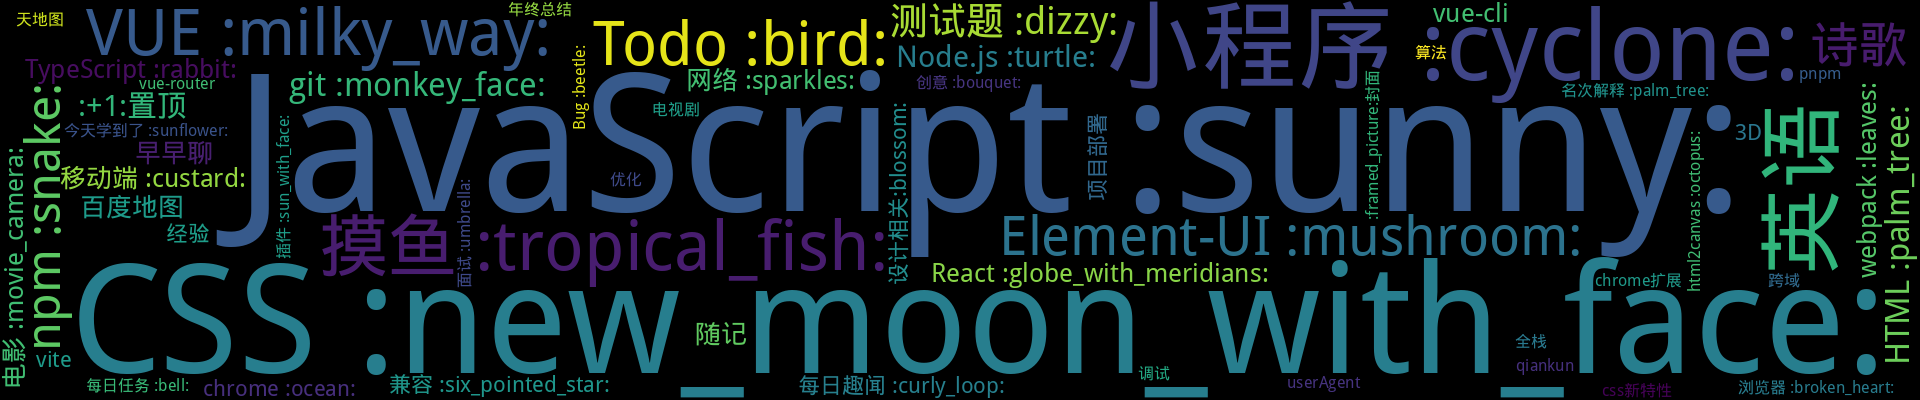 天地图
VUE :milky_way:
年终总结
Todo :bird:
测试题 :dizzy:
小程序 :cyclone:
vue-cli
诗歌
TypeScript :rabbit:
vue-router
git :monkey_face:
Bug :beetle:
网络 :sparkles:
Node.js :turtle:
创意 :bouquet:
算法
pnpm
名次解释 :palm_tree:
:+1:置顶
今天学到了 :sunflower:
早早聊
移动端 :custard:
百度地图
经验
JavaScript :sunny:
电视剧
优化
项目部署
:framed_picture:封面
3D
英语
webpack :leaves:
HTML :palm_tree:
电影 :movie_camera:
npm :snake:
插件 :sun_with_face:
摸鱼 :tropical_fish:
面试 :umbrella:
设计相关:blossom:
Element-UI :mushroom:
React :globe_with_meridians:
chrome扩展
html2canvas :octopus:
跨域
CSS :new_moon_with_face:
随记
vite
全栈
qiankun
调试
每日任务 :bell:
chrome :ocean:
兼容 :six_pointed_star:
每日趣闻 :curly_loop:
userAgent
css新特性
浏览器 :broken_heart: